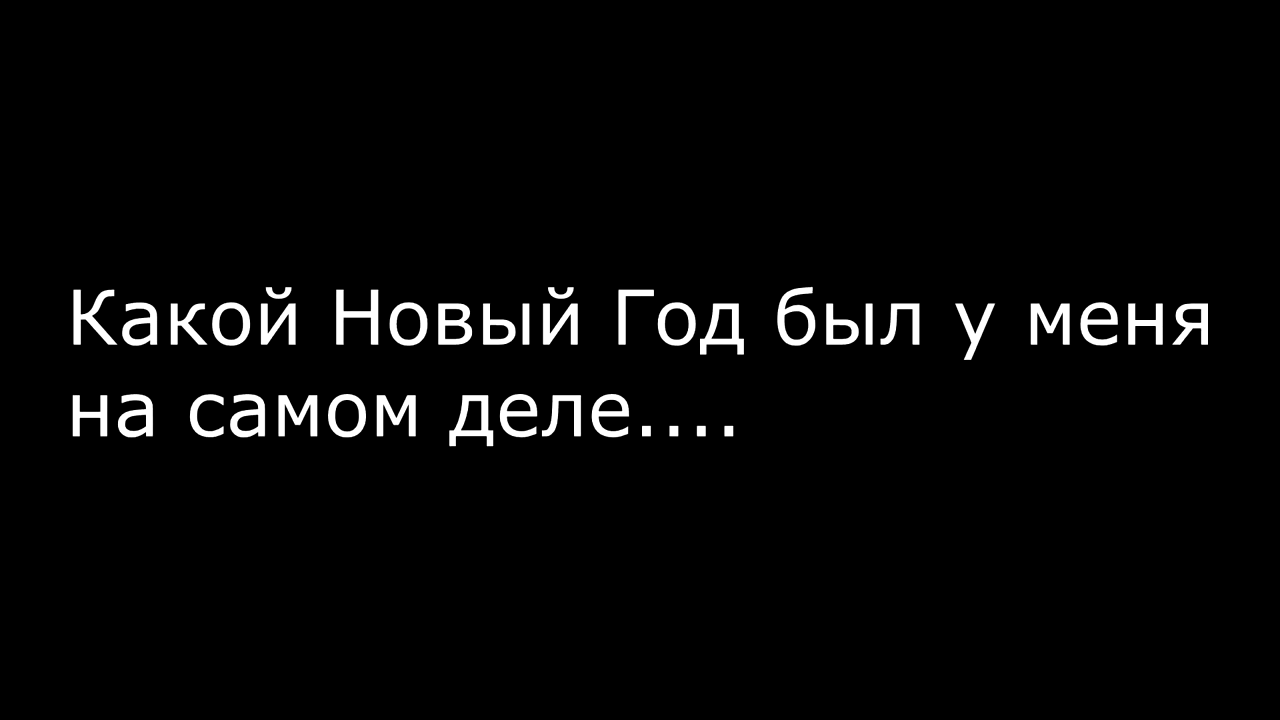 Какой Новый Год был у меня
на самом деле....